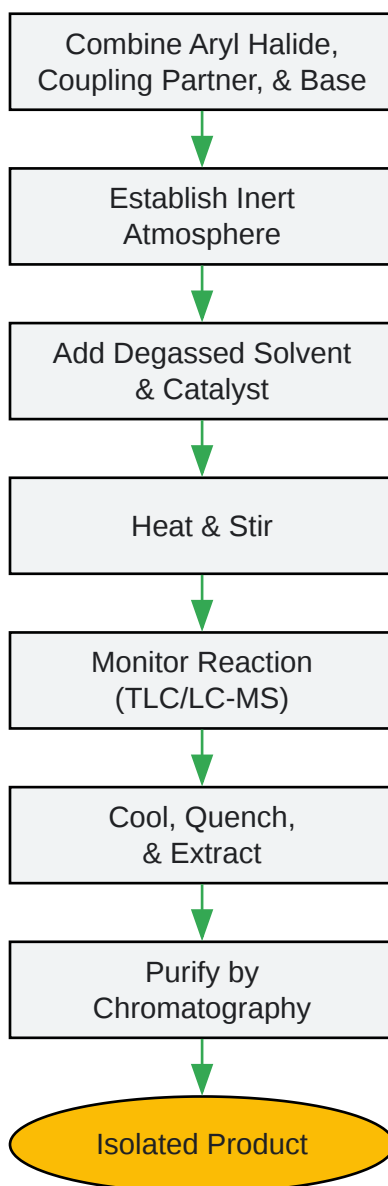 Combine Aryl Halide,
Coupling Partner, & Base
Establish Inert
Atmosphere
Add Degassed Solvent
& Catalyst
Heat & Stir
Monitor Reaction
(TLC/LC-MS)
Cool, Quench,
& Extract
Purify by
Chromatography
Isolated Product